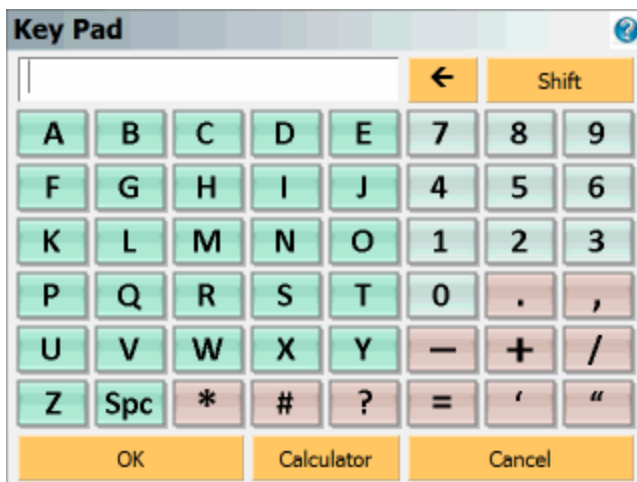 Key Pad ?
← Shift
A B C D E 7 8 9
F G H I J 4 5 6
K L M N O 1 2 3
P Q R S T 0 . ,
U V W X Y − + /
Z Spc * # ? = ‘ “
OK Calculator Cancel